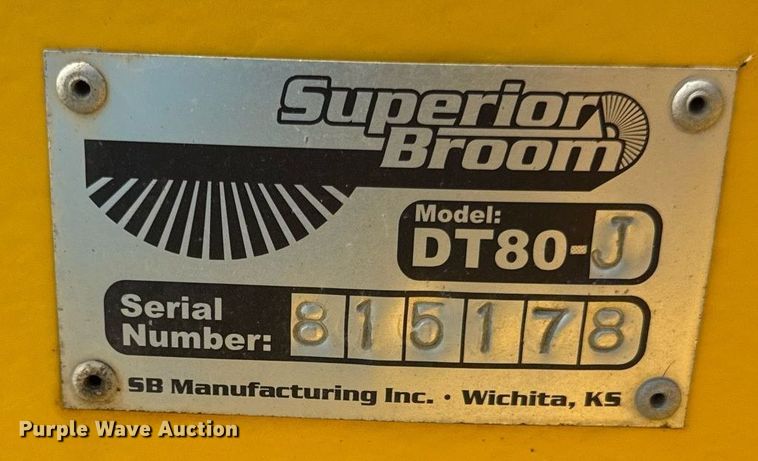 Superior
Broom
Model:
DT80-J
Serial
Number: 815178
SB Manufacturing Inc. · Wichita, KS
Purple Wave Auction